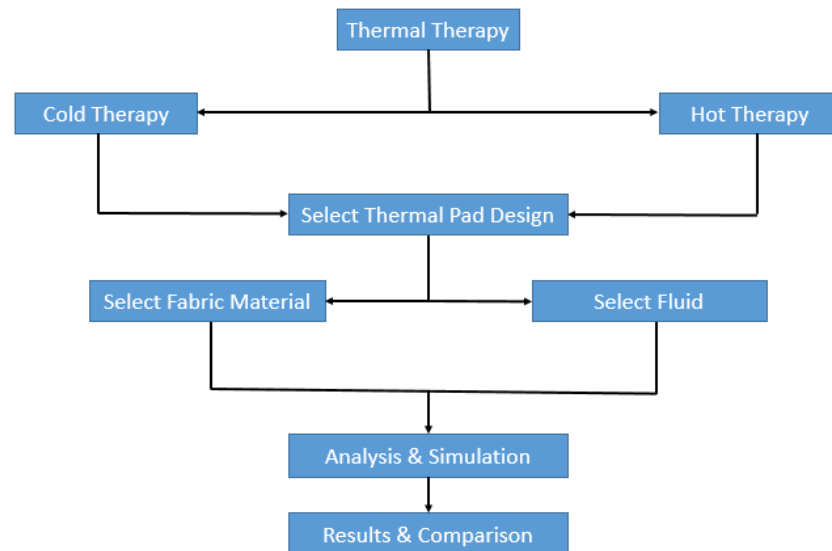 Thermal Therapy
Cold Therapy
Hot Therapy
Select Thermal Pad Design
Select Fabric Material
Select Fluid
Analysis & Simulation
Results & Comparison